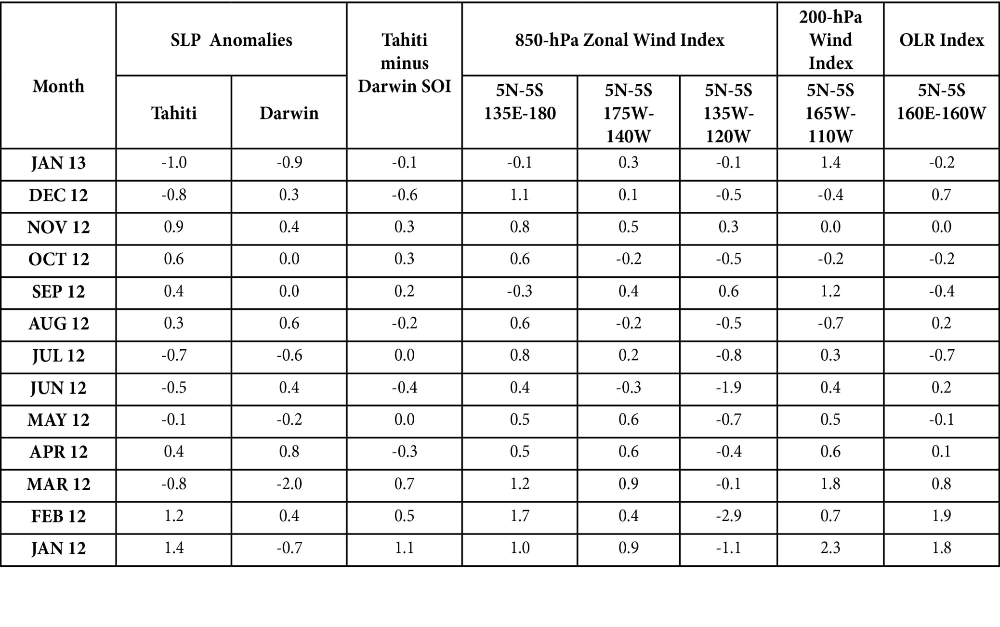 Month
SLP Anomalies
Tahiti
minus
Darwin SOI
850-hPa Zonal Wind Index
200-hPa
Wind
Index
OLR Index
Tahiti
Darwin
5N-5S
135E-180
5N-5S
175W-
140W
5N-5S
135W-
120W
5N-5S
165W-
110W
5N-5S
160E-160W
JAN 13 -1.0 -0.9 -0.1 -0.1 0.3 -0.1 1.4 -0.2
DEC 12 -0.8 0.3 -0.6 1.1 0.1 -0.5 -0.4 0.7
NOV 12 0.9 0.4 0.3 0.8 0.5 0.3 0.0 0.0
OCT 12 0.6 0.0 0.3 0.6 -0.2 -0.5 -0.2 -0.2
SEP 12 0.4 0.0 0.2 -0.3 0.4 0.6 1.2 -0.4
AUG 12 0.3 0.6 -0.2 0.6 -0.2 -0.5 -0.7 0.2
JUL 12 -0.7 -0.6 0.0 0.8 0.2 -0.8 0.3 -0.7
JUN 12 -0.5 0.4 -0.4 0.4 -0.3 -1.9 0.4 0.2
MAY 12 -0.1 -0.2 0.0 0.5 0.6 -0.7 0.5 -0.1
APR 12 0.4 0.8 -0.3 0.5 0.6 -0.4 0.6 0.1
MAR 12 -0.8 -2.0 0.7 1.2 0.9 -0.1 1.8 0.8
FEB 12 1.2 0.4 0.5 1.7 0.4 -2.9 0.7 1.9
JAN 12 1.4 -0.7 1.1 1.0 0.9 -1.1 2.3 1.8